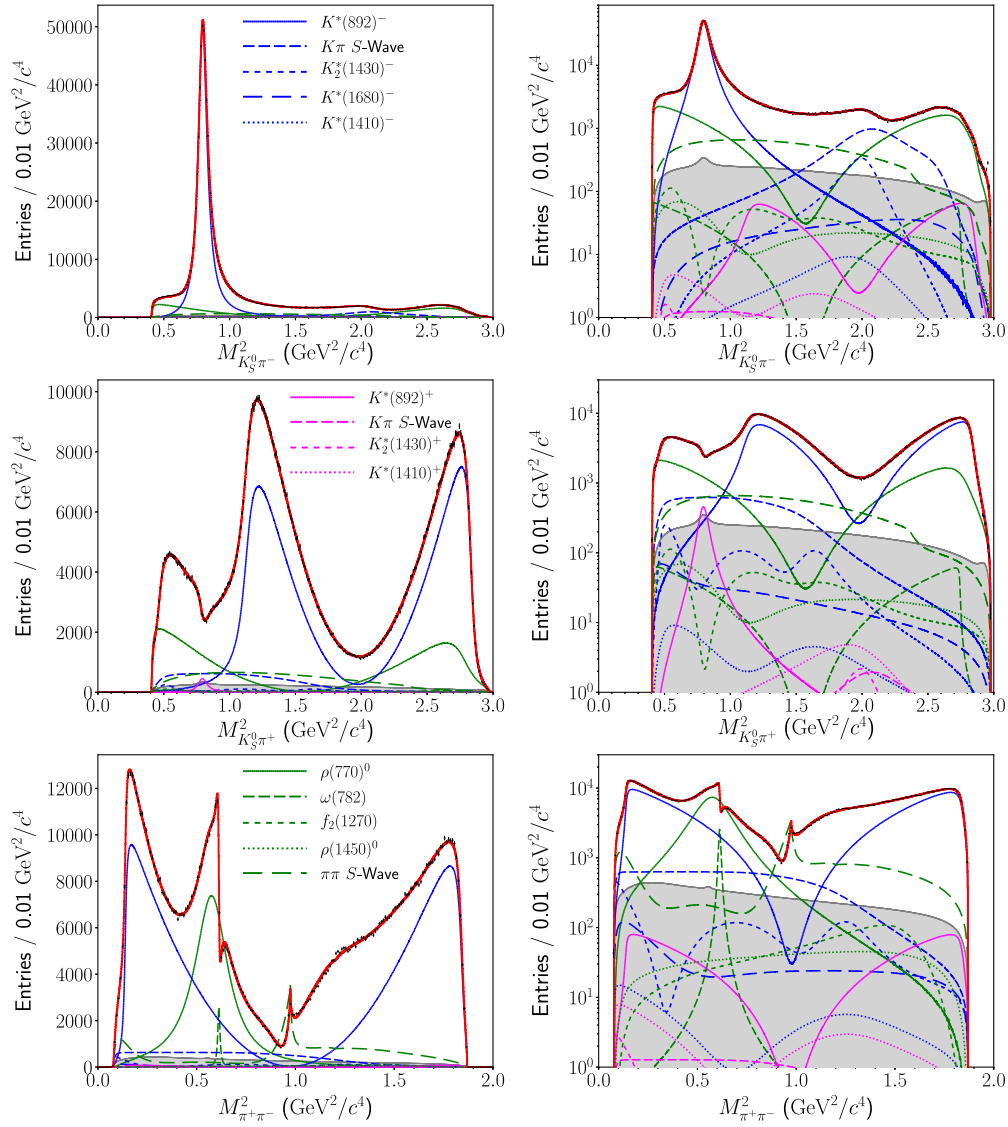 Entries / 0.01 GeV²/c⁴
50000
40000
30000
20000
10000
0
K*(892)⁻
Kπ S-Wave
K₂*(1430)⁻
K*(1680)⁻
K*(1410)⁻
0.0 0.5 1.0 1.5 2.0 2.5 3.0
M²_{K_S⁰π⁻} (GeV²/c⁴)
Entries / 0.01 GeV²/c⁴
10⁴
10³
10²
10¹
10⁰
0.0 0.5 1.0 1.5 2.0 2.5 3.0
M²_{K_S⁰π⁻} (GeV²/c⁴)
Entries / 0.01 GeV²/c⁴
10000
8000
6000
4000
2000
0
K*(892)⁺
Kπ S-Wave
K₂*(1430)⁺
K*(1410)⁺
0.0 0.5 1.0 1.5 2.0 2.5 3.0
M²_{K_S⁰π⁺} (GeV²/c⁴)
Entries / 0.01 GeV²/c⁴
10⁴
10³
10²
10¹
10⁰
0.0 0.5 1.0 1.5 2.0 2.5 3.0
M²_{K_S⁰π⁺} (GeV²/c⁴)
Entries / 0.01 GeV²/c⁴
12000
10000
8000
6000
4000
2000
0
ρ(770)⁰
ω(782)
f₂(1270)
ρ(1450)⁰
ππ S-Wave
0.0 0.5 1.0 1.5 2.0
M²_{π⁺π⁻} (GeV²/c⁴)
Entries / 0.01 GeV²/c⁴
10⁴
10³
10²
10¹
10⁰
0.0 0.5 1.0 1.5 2.0
M²_{π⁺π⁻} (GeV²/c⁴)